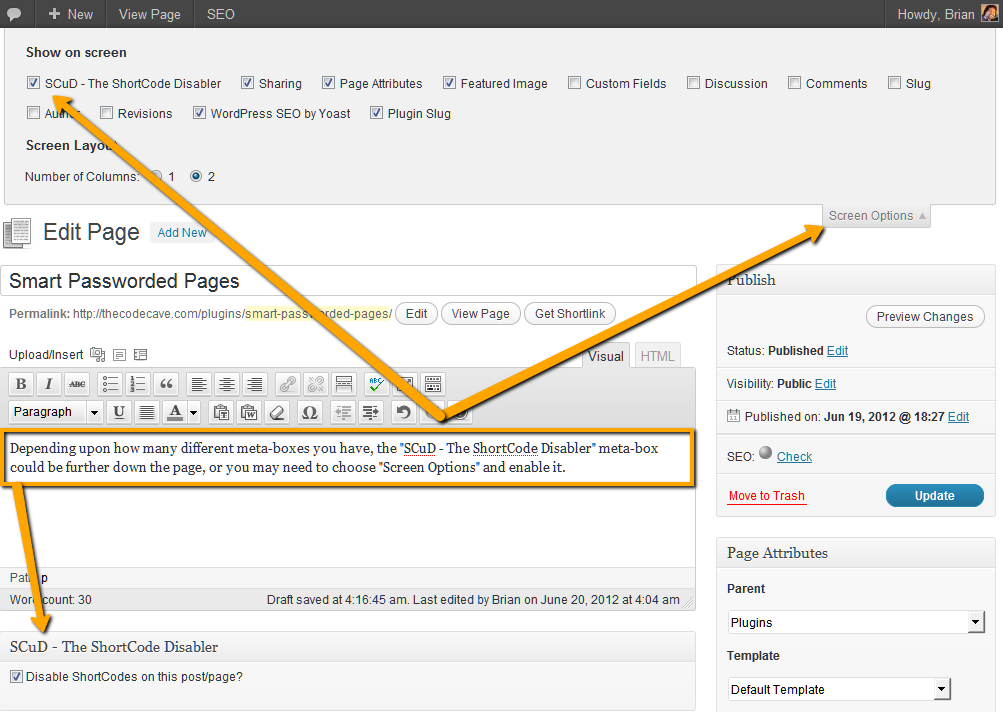 New View Page SEO Howdy, Brian
Show on screen
SCuD - The ShortCode Disabler Sharing Page Attributes Featured Image Custom Fields Discussion Comments Slug
Revisions WordPress SEO by Yoast Plugin Slug
Screen
Number of Columns: 1 2
Screen Options
Edit Page Add New
Smart Passworded Pages
Permalink: http://thecodecave.com/plugins/smart-passworded-pages/ Edit View Page Get Shortlink
Upload/Insert
Visual HTML
B I ABC ABC
Paragraph U A
Depending upon how many different meta-boxes you have, the "SCuD - The ShortCode Disabler" meta-box
could be further down the page, or you may need to choose "Screen Options" and enable it.
p
count: 30 Draft saved at 4:16:45 am. Last edited by Brian on June 20, 2012 at 4:04 am
SCuD - The ShortCode Disabler
Disable ShortCodes on this post/page?
Publish
Preview Changes
Status: Published Edit
Visibility: Public Edit
Published on: Jun 19, 2012 @ 18:27 Edit
SEO: Check
Move to Trash Update
Page Attributes
Parent
Plugins
Template
Default Template